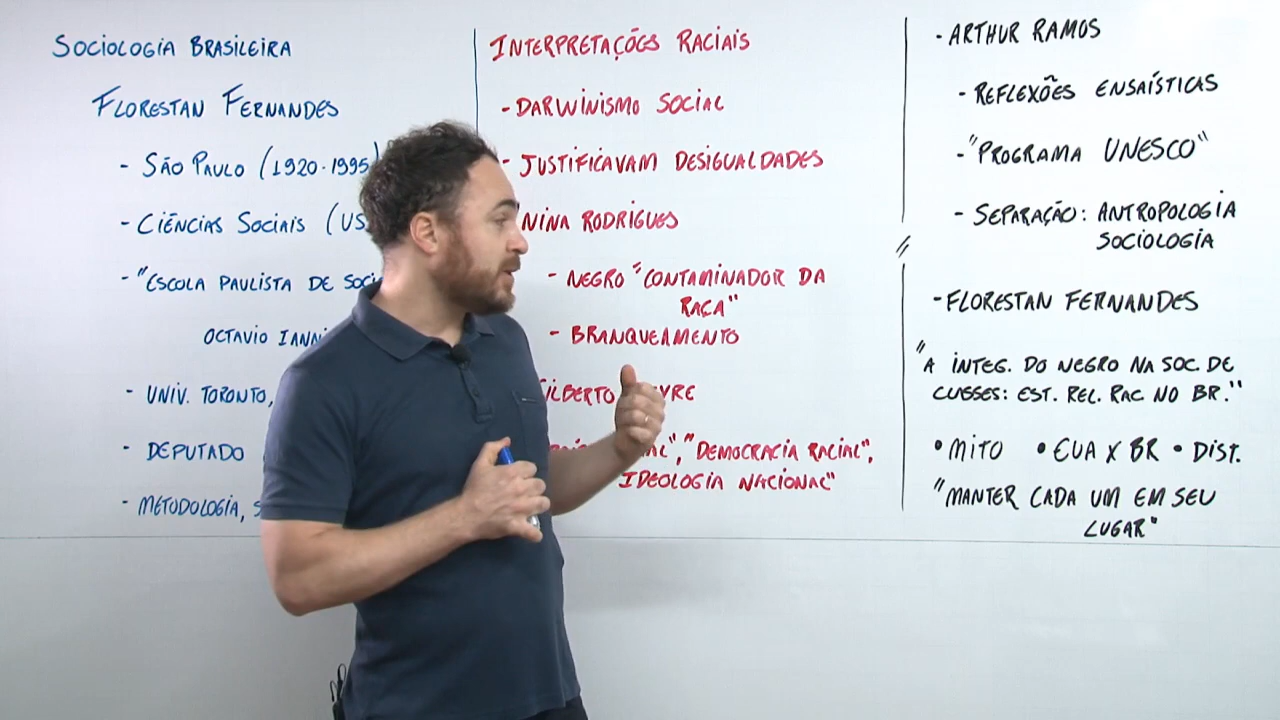 SOCIOLOGIA BRASILEIRA
FLORESTAN FERNANDES
- SÃO PAULO (1920-1995
- CIÊNCIAS SOCIAIS (US
- "ESCOLA PAULISTA DE
OCTAVIO
- UNIV. TORONTO,
- DEPUTADO
- METODOLOGIA,
INTERPRETAÇÕES RACIAIS
- DARWINISMO SOCIAL
- JUSTIFICAVAM DESIGUALDADES
NINA RODRIGUES
- NEGRO "CONTAMINADOR DA
RAÇA"
- BRANQUEAMENTO
"DEMOCRACIA RACIAL",
IDEOLOGIA NACIONAL"
- ARTHUR RAMOS
- REFLEXÕES ENSAÍSTICAS
- "PROGRAMA UNESCO"
- SEPARAÇÃO: ANTROPOLOGIA
SOCIOLOGIA
- FLORESTAN FERNANDES
"A INTEG. DO NEGRO NA SOC. DE
EST. REL. RAC NO BR."
• MITO • EUA X BR • DIST.
"MANTER CADA UM EM SEU
LUGAR"